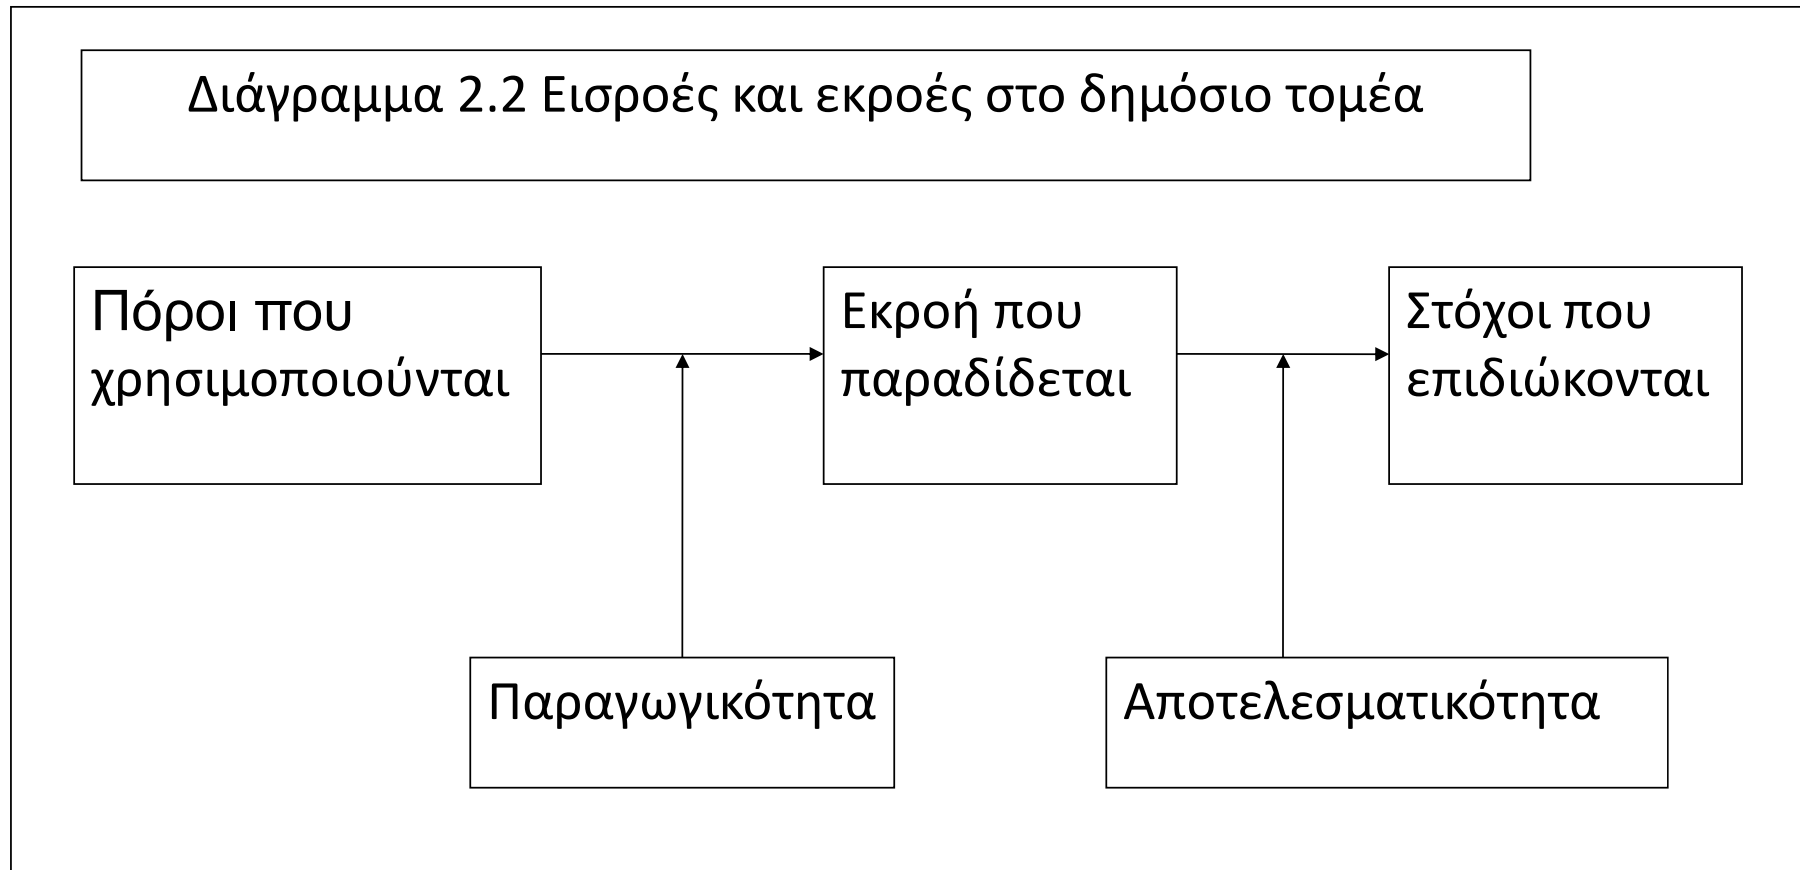 Διάγραμμα 2.2 Εισροές και εκροές στο δημόσιο τομέα
Πόροι που
χρησιμοποιούνται
Εκροή που
παραδίδεται
Στόχοι που
επιδιώκονται
Παραγωγικότητα
Αποτελεσματικότητα